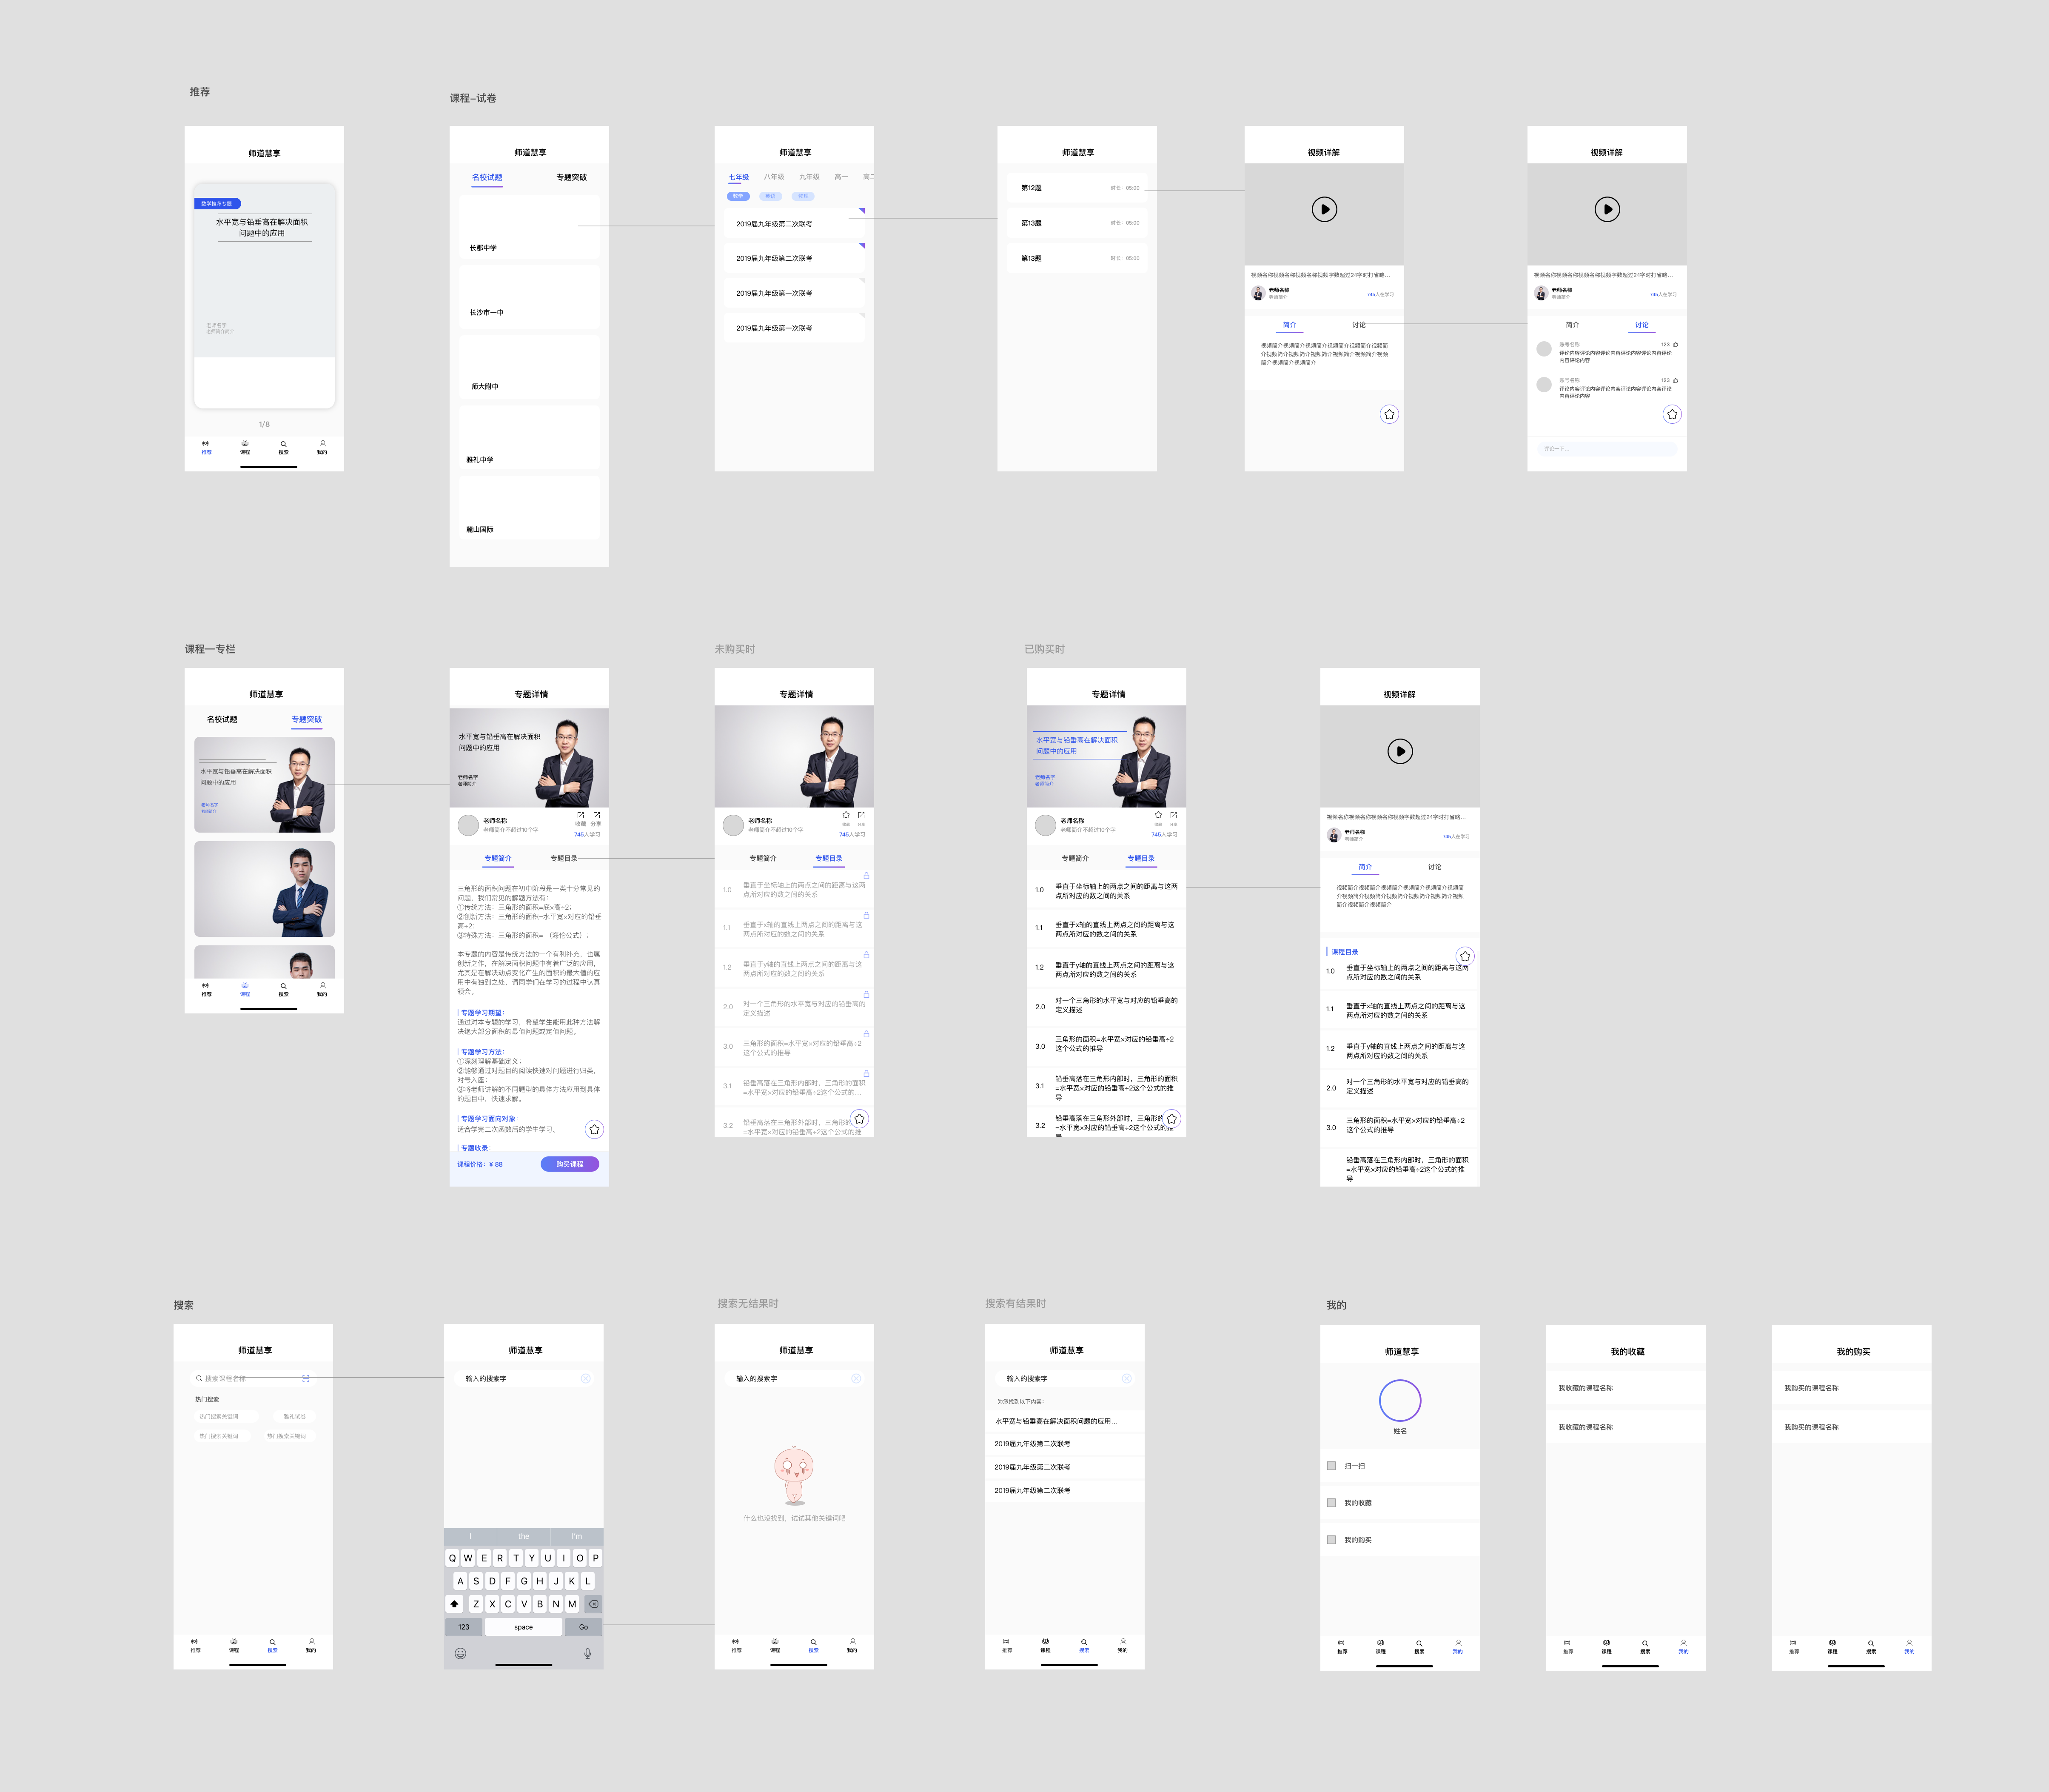 推荐
师道慧享
数学推荐专题
水平宽与铅垂高在解决面积
问题中的应用
老师名字
老师简介简介
1/8
推荐
课程
搜索
我的
课程-试卷
师道慧享
名校试题
专题突破
长郡中学
长沙市一中
师大附中
雅礼中学
麓山国际
师道慧享
七年级
八年级
九年级
高一
高二
数学
英语
物理
2019届九年级第二次联考
2019届九年级第二次联考
2019届九年级第一次联考
2019届九年级第一次联考
师道慧享
第12题
时长：05:00
第13题
时长：05:00
第13题
时长：05:00
视频详解
视频名称视频名称视频名称视频字数超过24字时打省略...
老师名称
老师简介
745人在学习
简介
讨论
视频简介视频简介视频简介视频简介视频简介视频简
介视频简介视频简介视频简介视频简介视频简介视频
简介视频简介视频简介
视频详解
视频名称视频名称视频名称视频字数超过24字时打省略...
老师名称
老师简介
745人在学习
简介
讨论
账号名称
123
评论内容评论内容评论内容评论内容评论内容评论
内容评论内容
账号名称
123
评论内容评论内容评论内容评论内容评论内容评论
内容评论内容
评论一下...
课程—专栏
师道慧享
名校试题
专题突破
水平宽与铅垂高在解决面积
问题中的应用
老师名字
老师简介
推荐
课程
搜索
我的
专题详情
水平宽与铅垂高在解决面积
问题中的应用
老师名字
老师简介
老师名称
老师简介不超过10个字
收藏
分享
745人学习
专题简介
专题目录
三角形的面积问题在初中阶段是一类十分常见的
问题，我们常见的解题方法有：
①传统方法：三角形的面积=底×高÷2；
②创新方法：三角形的面积=水平宽×对应的铅垂
高÷2；
③特殊方法：三角形的面积= （海伦公式）；
本专题的内容是传统方法的一个有利补充，也属
创新之作，在解决面积问题中有着广泛的应用，
尤其是在解决动点变化产生的面积的最大值的应
用中有独到之处，请同学们在学习的过程中认真
领会。
专题学习期望：
通过对本专题的学习，希望学生能用此种方法解
决绝大部分面积的最值问题或定值问题。
专题学习方法：
①深刻理解基础定义；
②能够通过对题目的阅读快速对问题进行归类，
对号入座；
③将老师讲解的不同题型的具体方法应用到具体
的题目中，快速求解。
专题学习面向对象：
适合学完二次函数后的学生学习。
专题收录：
课程价格：¥ 88
购买课程
未购买时
专题详情
老师名称
老师简介不超过10个字
收藏
分享
745人学习
专题简介
专题目录
1.0
垂直于坐标轴上的两点之间的距离与这两
点所对应的数之间的关系
1.1
垂直于x轴的直线上两点之间的距离与这
两点所对应的数之间的关系
1.2
垂直于y轴的直线上两点之间的距离与这
两点所对应的数之间的关系
2.0
对一个三角形的水平宽与对应的铅垂高的
定义描述
3.0
三角形的面积=水平宽×对应的铅垂高÷2
这个公式的推导
3.1
铅垂高落在三角形内部时，三角形的面积
=水平宽×对应的铅垂高÷2这个公式的...
3.2
铅垂高落在三角形外部时，三角形的
=水平宽×对应的铅垂高÷2这个公式的推
已购买时
专题详情
水平宽与铅垂高在解决面积
问题中的应用
老师名字
老师简介
老师名称
老师简介不超过10个字
收藏
分享
745人学习
专题简介
专题目录
1.0
垂直于坐标轴上的两点之间的距离与这两
点所对应的数之间的关系
1.1
垂直于x轴的直线上两点之间的距离与这
两点所对应的数之间的关系
1.2
垂直于y轴的直线上两点之间的距离与这
两点所对应的数之间的关系
2.0
对一个三角形的水平宽与对应的铅垂高的
定义描述
3.0
三角形的面积=水平宽×对应的铅垂高÷2
这个公式的推导
3.1
铅垂高落在三角形内部时，三角形的面积
=水平宽×对应的铅垂高÷2这个公式的推
导
3.2
铅垂高落在三角形外部时，三角形的
=水平宽×对应的铅垂高÷2这个公式的推
导
视频详解
视频名称视频名称视频名称视频字数超过24字时打省略...
老师名称
老师简介
745人在学习
简介
讨论
视频简介视频简介视频简介视频简介视频简介视频简
介视频简介视频简介视频简介视频简介视频简介视频
简介视频简介视频简介
课程目录
1.0
垂直于坐标轴上的两点之间的距离与这两
点所对应的数之间的关系
1.1
垂直于x轴的直线上两点之间的距离与这
两点所对应的数之间的关系
1.2
垂直于y轴的直线上两点之间的距离与这
两点所对应的数之间的关系
2.0
对一个三角形的水平宽与对应的铅垂高的
定义描述
3.0
三角形的面积=水平宽×对应的铅垂高÷2
这个公式的推导
铅垂高落在三角形内部时，三角形的面积
=水平宽×对应的铅垂高÷2这个公式的推
导
搜索
师道慧享
搜索课程名称
热门搜索
热门搜索关键词
雅礼试卷
热门搜索关键词
热门搜索关键词
推荐
课程
搜索
我的
师道慧享
输入的搜索字
I
the
I'm
Q W E R T Y U I O P
A S D F G H J K L
Z X C V B N M
123
space
Go
搜索无结果时
师道慧享
输入的搜索字
什么也没找到，试试其他关键词吧
推荐
课程
搜索
我的
搜索有结果时
师道慧享
输入的搜索字
为您找到以下内容：
水平宽与铅垂高在解决面积问题的应用...
2019届九年级第二次联考
2019届九年级第二次联考
2019届九年级第二次联考
推荐
课程
搜索
我的
我的
师道慧享
姓名
扫一扫
我的收藏
我的购买
推荐
课程
搜索
我的
我的收藏
我收藏的课程名称
我收藏的课程名称
推荐
课程
搜索
我的
我的购买
我购买的课程名称
我购买的课程名称
推荐
课程
搜索
我的